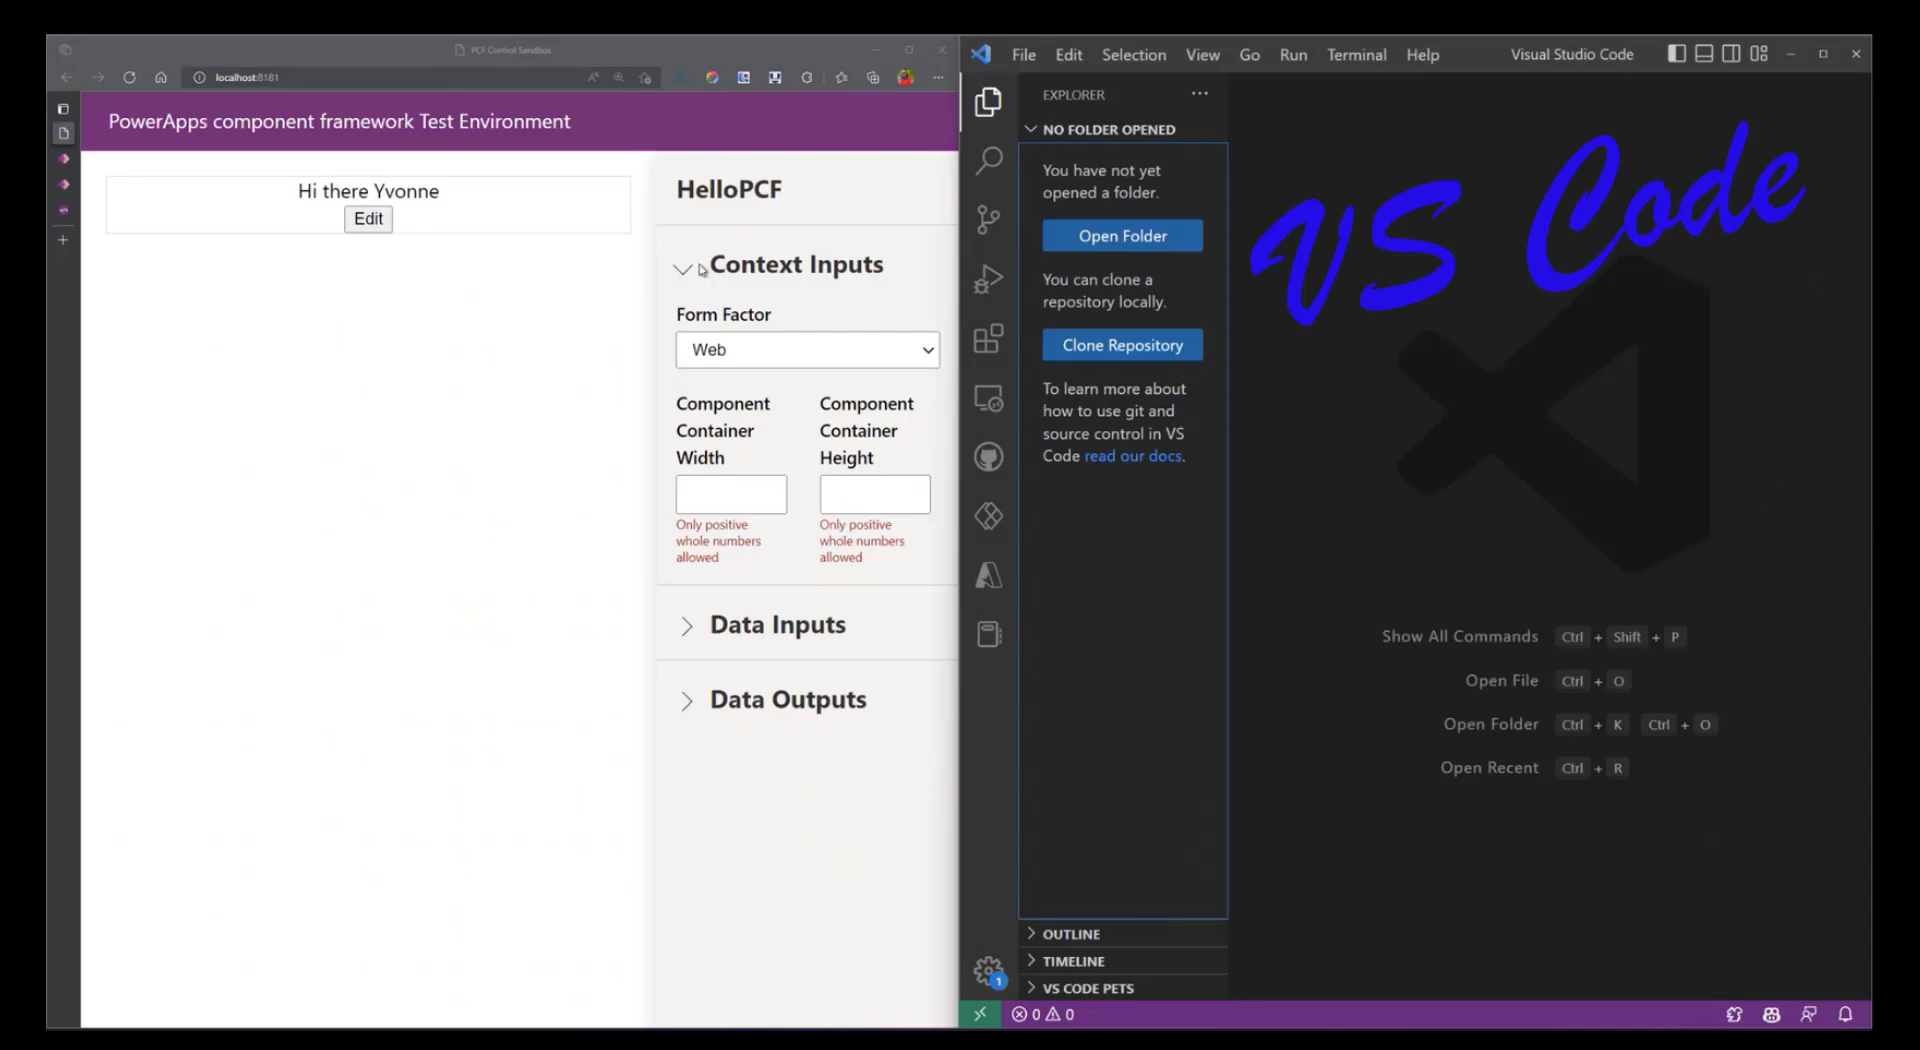 PCF Control Sandbox
localhost:8181
PowerApps component framework Test Environment
Hi there Yvonne
Edit
HelloPCF
Context Inputs
Form Factor
Web
Component
Container
Width
Component
Container
Height
Only positive
whole numbers
allowed
Only positive
whole numbers
allowed
Data Inputs
Data Outputs
File Edit Selection View Go Run Terminal Help
Visual Studio Code
EXPLORER
NO FOLDER OPENED
You have not yet
opened a folder.
Open Folder
You can clone a
repository locally.
Clone Repository
To learn more about
how to use git and
source control in VS
Code read our docs.
OUTLINE
TIMELINE
VS CODE PETS
VS Code
Show All Commands Ctrl + Shift + P
Open File Ctrl + O
Open Folder Ctrl + K Ctrl + O
Open Recent Ctrl + R
1
0 0